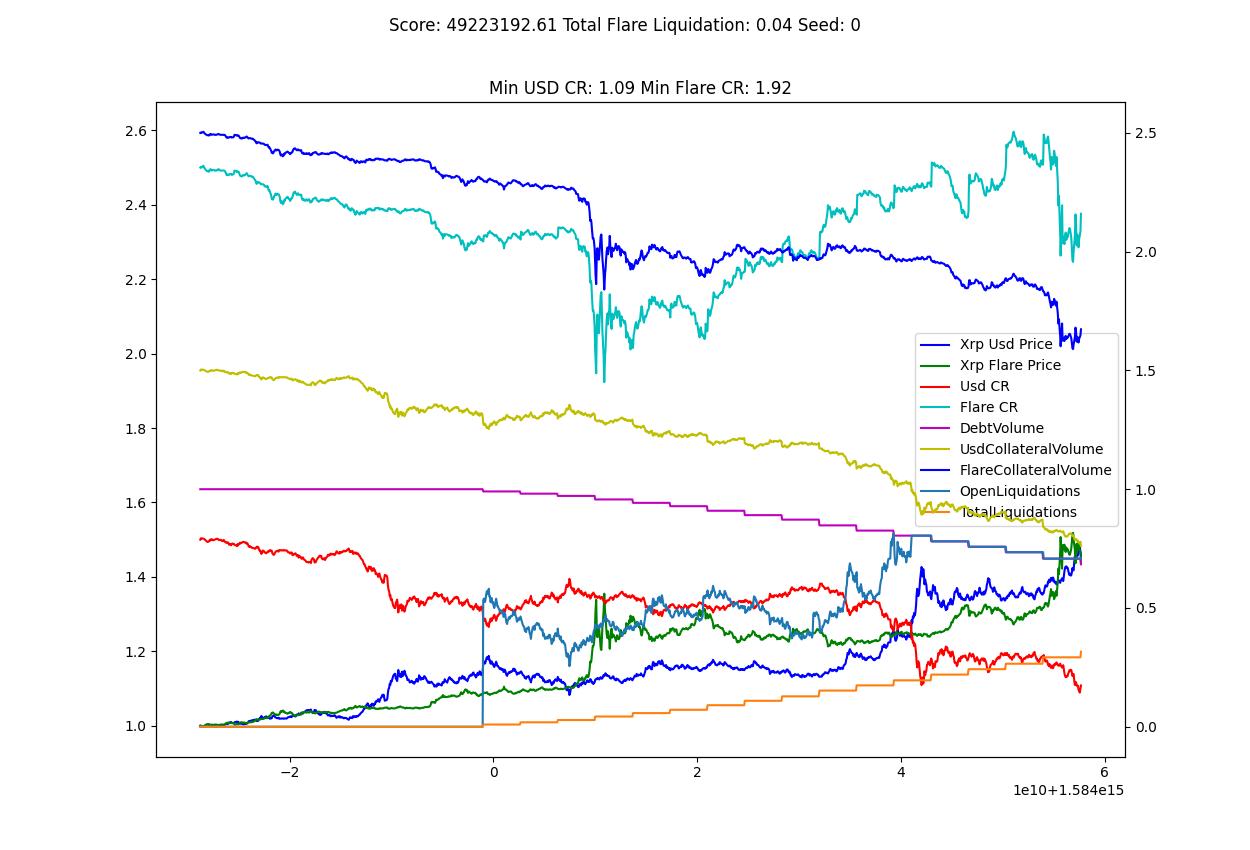 Score: 49223192.61 Total Flare Liquidation: 0.04 Seed: 0
Min USD CR: 1.09 Min Flare CR: 1.92
2.6
2.4
2.2
2.0
1.8
1.6
1.4
1.2
1.0
2.5
2.0
1.5
1.0
0.5
0.0
Xrp Usd Price
Xrp Flare Price
Usd CR
Flare CR
DebtVolume
UsdCollateralVolume
FlareCollateralVolume
OpenLiquidations
TotalLiquidations
−2 0 2 4 6
1e10+1.584e15